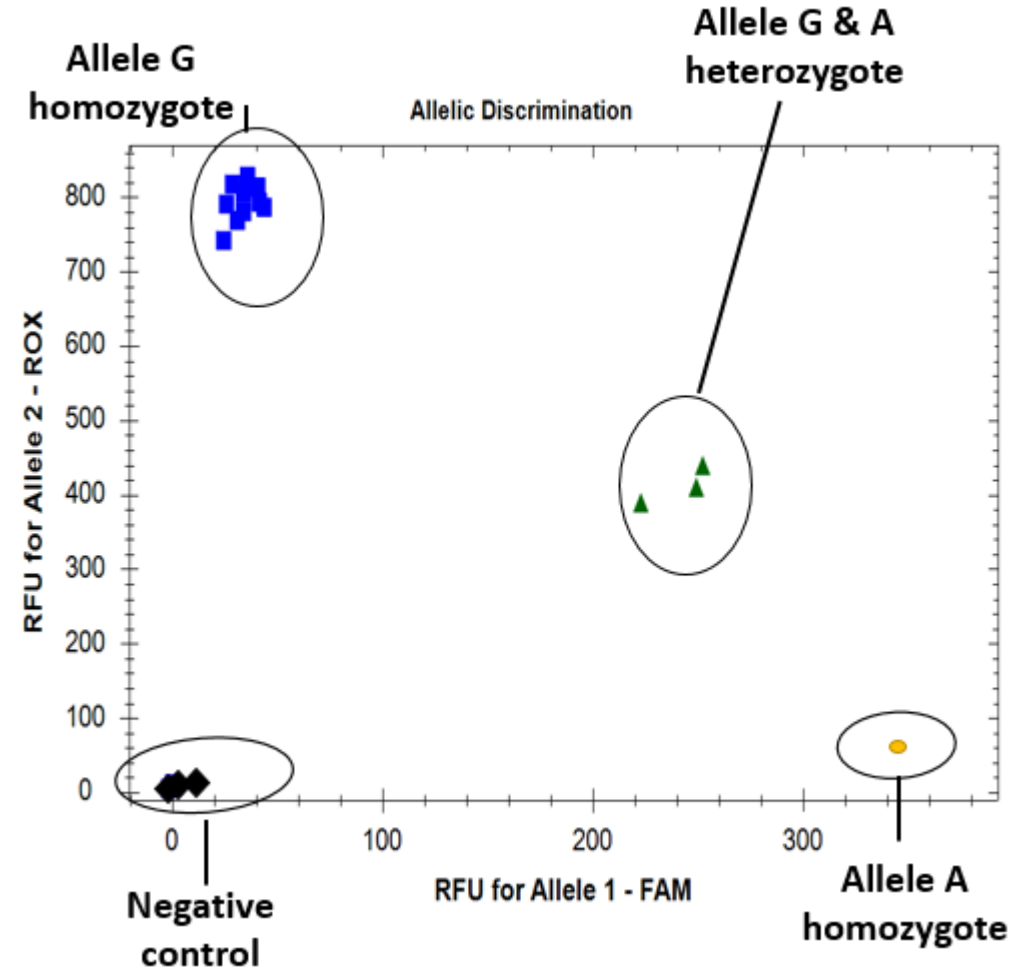 Allele G
homozygote
Allele G & A
heterozygote
Allelic Discrimination
800
700
600
500
400
300
200
100
0
RFU for Allele 2 - ROX
0
100
200
300
RFU for Allele 1 - FAM
Negative
control
Allele A
homozygote